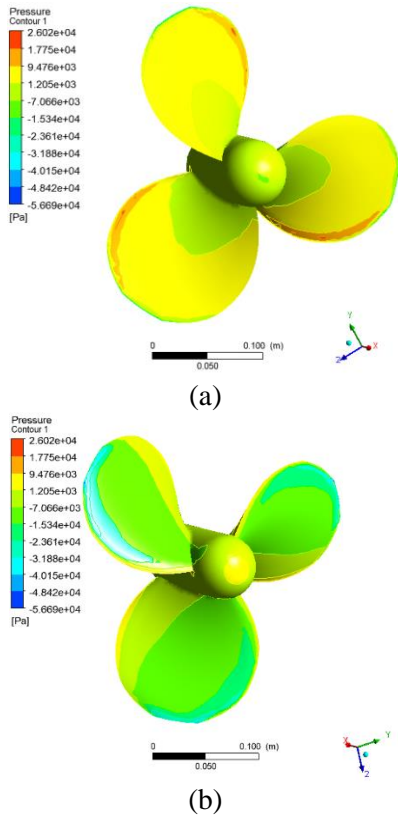 Pressure
Contour 1
2.602e+04
1.775e+04
9.476e+03
1.205e+03
-7.066e+03
-1.534e+04
-2.361e+04
-3.188e+04
-4.015e+04
-4.842e+04
-5.669e+04
[Pa]
0 0.100 (m)
0.050
Y
X
Z
(a)
Pressure
Contour 1
2.602e+04
1.775e+04
9.476e+03
1.205e+03
-7.066e+03
-1.534e+04
-2.361e+04
-3.188e+04
-4.015e+04
-4.842e+04
-5.669e+04
[Pa]
0 0.100 (m)
0.050
X
Y
Z
(b)